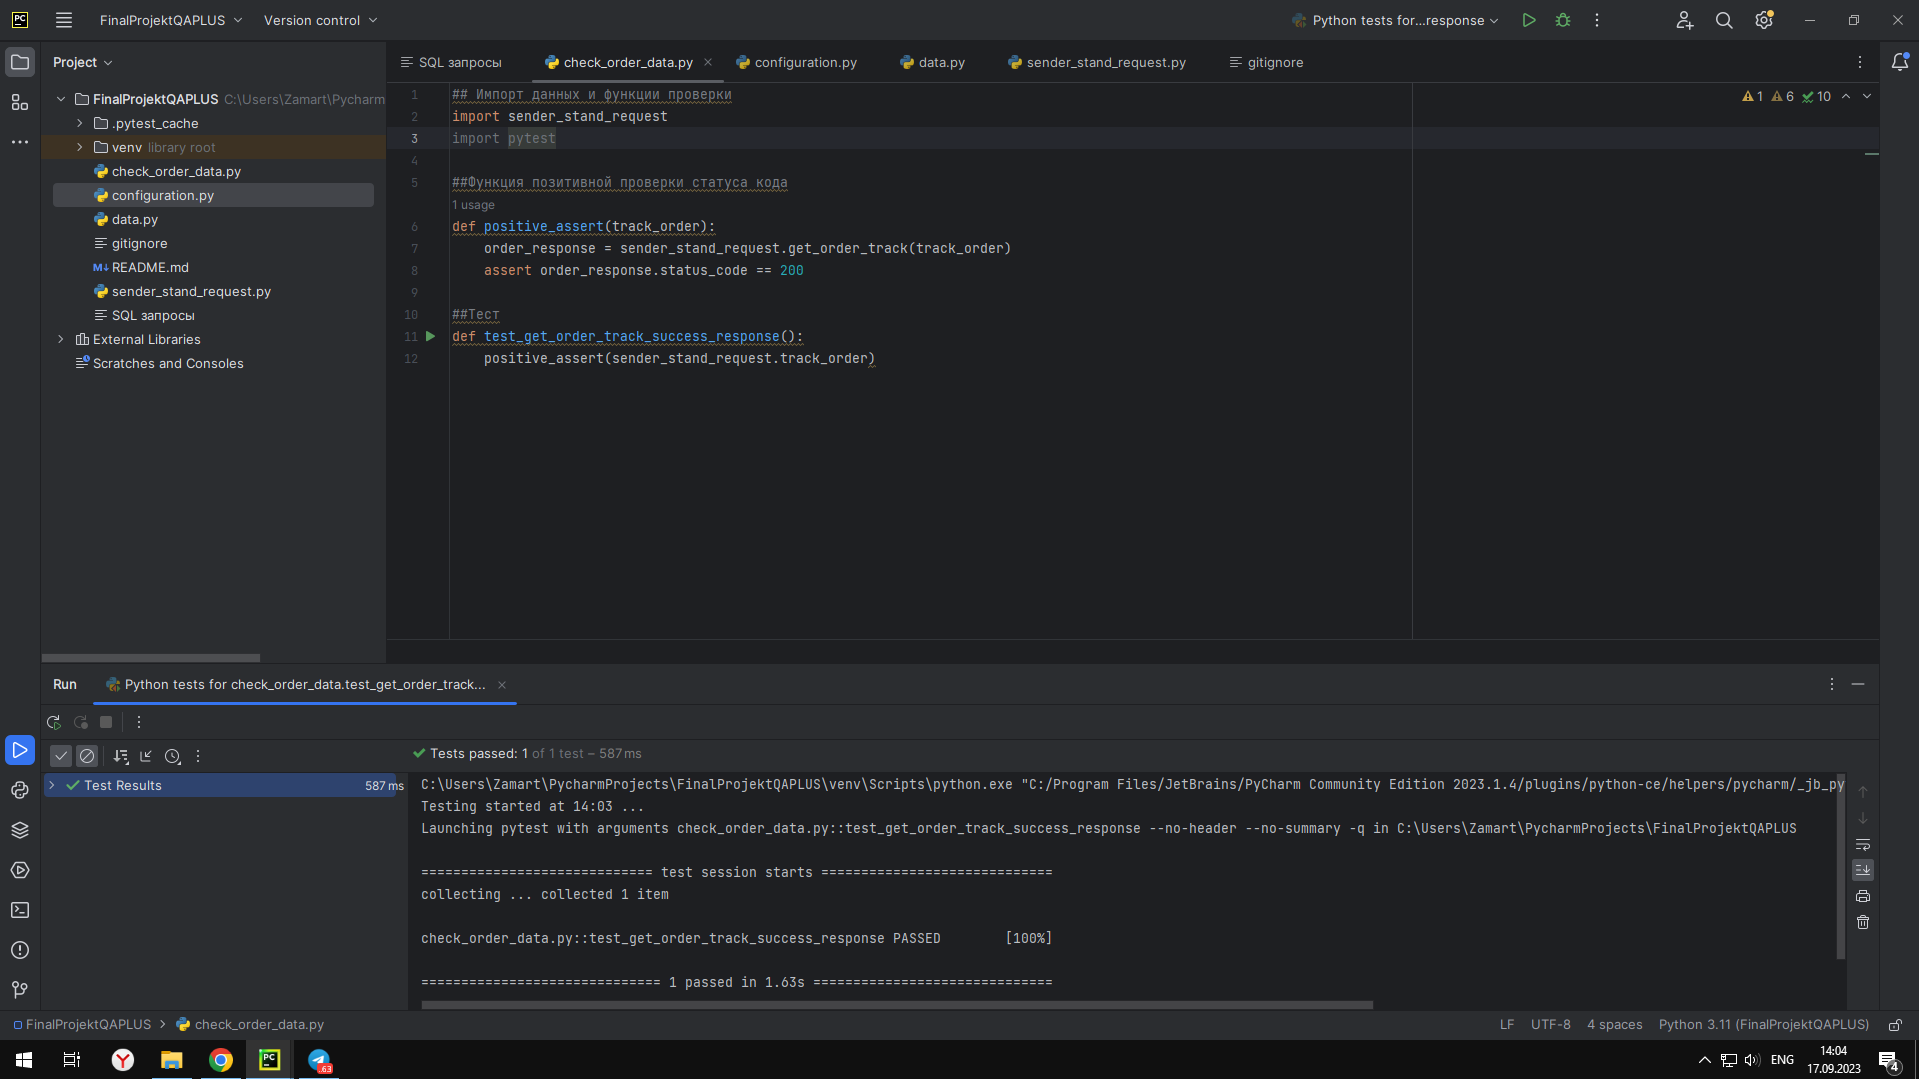 PC
FinalProjektQAPLUS
Version control
Python tests for...response
Project
SQL запросы
check_order_data.py
configuration.py
data.py
sender_stand_request.py
gitignore
FinalProjektQAPLUS C:\Users\Zamart\Pycharm
.pytest_cache
venv library root
check_order_data.py
configuration.py
data.py
gitignore
README.md
sender_stand_request.py
SQL запросы
External Libraries
Scratches and Consoles
1 6 10
1 ## Импорт данных и функции проверки
2 import sender_stand_request
3 import pytest
4
5 ##Функция позитивной проверки статуса кода
1 usage
6 def positive_assert(track_order):
7 order_response = sender_stand_request.get_order_track(track_order)
8 assert order_response.status_code == 200
9
10 ##Тест
11 def test_get_order_track_success_response():
12 positive_assert(sender_stand_request.track_order)
Run
Python tests for check_order_data.test_get_order_track...
Tests passed: 1 of 1 test – 587 ms
Test Results 587 ms
C:\Users\Zamart\PycharmProjects\FinalProjektQAPLUS\venv\Scripts\python.exe "C:/Program Files/JetBrains/PyCharm Community Edition 2023.1.4/plugins/python-ce/helpers/pycharm/_jb_py
Testing started at 14:03 ...
Launching pytest with arguments check_order_data.py::test_get_order_track_success_response --no-header --no-summary -q in C:\Users\Zamart\PycharmProjects\FinalProjektQAPLUS
============================= test session starts =============================
collecting ... collected 1 item
check_order_data.py::test_get_order_track_success_response PASSED [100%]
============================== 1 passed in 1.63s ==============================
FinalProjektQAPLUS > check_order_data.py
LF UTF-8 4 spaces Python 3.11 (FinalProjektQAPLUS)
PC
63
ENG
14:04
17.09.2023
4